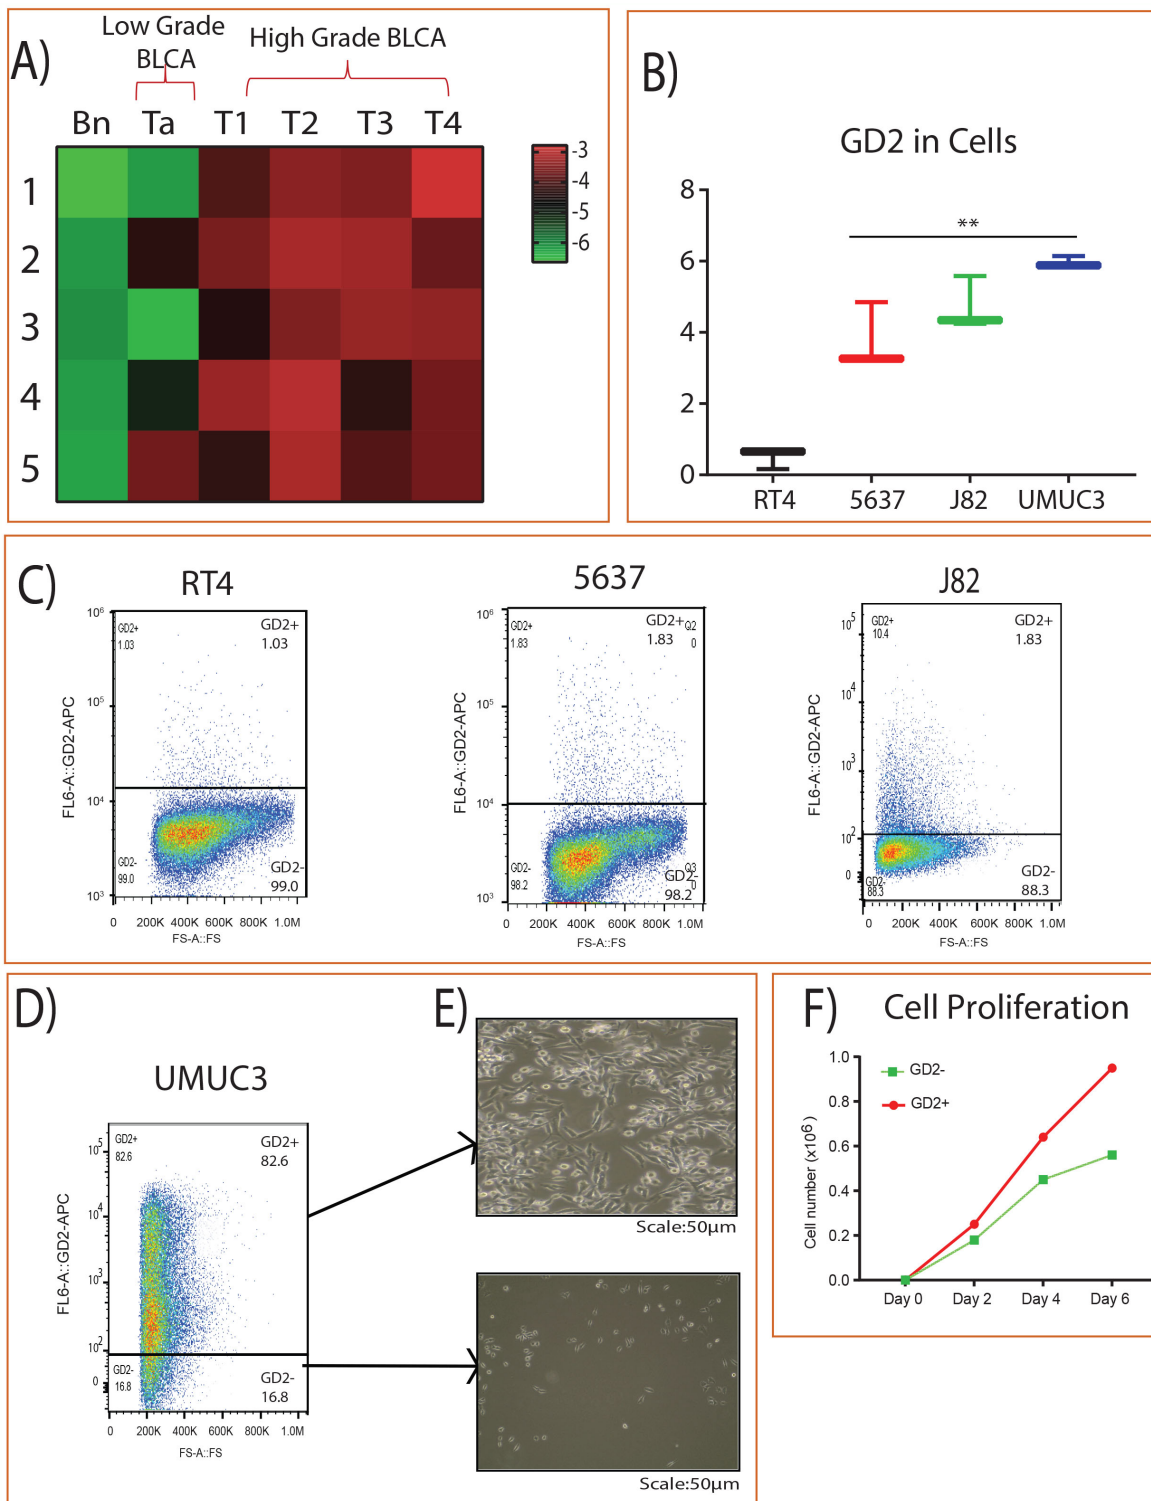 A)
Low Grade
BLCA
High Grade BLCA
Bn Ta T1 T2 T3 T4
1
2
3
4
5
-3
-4
-5
-6
B)
GD2 in Cells
**
8
6
4
2
0
RT4 5637 J82 UMUC3
C)
RT4
FL6-A::GD2-APC
10⁶
10⁵
10⁴
10³
GD2+
1.03
GD2+
1.03
GD2-
99.0
GD2-
99.0
0 200K 400K 600K 800K 1.0M
FS-A::FS
5637
FL6-A::GD2-APC
10⁶
10⁵
10⁴
10³
GD2+
1.83
GD2+
1.83
Q2
0
GD2-
98.2
Q3
0
GD2-
98.2
0 200K 400K 600K 800K 1.0M
FS-A::FS
J82
FL6-A::GD2-APC
10⁵
10⁴
10³
10²
0
GD2+
10.4
GD2+
1.83
GD2-
88.3
GD2-
88.3
0 200K 400K 600K 800K 1.0M
FS-A::FS
D)
UMUC3
FL6-A::GD2-APC
10⁵
10⁴
10³
10²
0
GD2+
82.6
GD2+
82.6
GD2-
16.8
GD2-
16.8
0 200K 400K 600K 800K 1.0M
FS-A::FS
E)
Scale:50μm
Scale:50μm
F)
Cell Proliferation
Cell number (x10⁶)
1.0
0.8
0.6
0.4
0.2
0.0
GD2-
GD2+
Day 0 Day 2 Day 4 Day 6